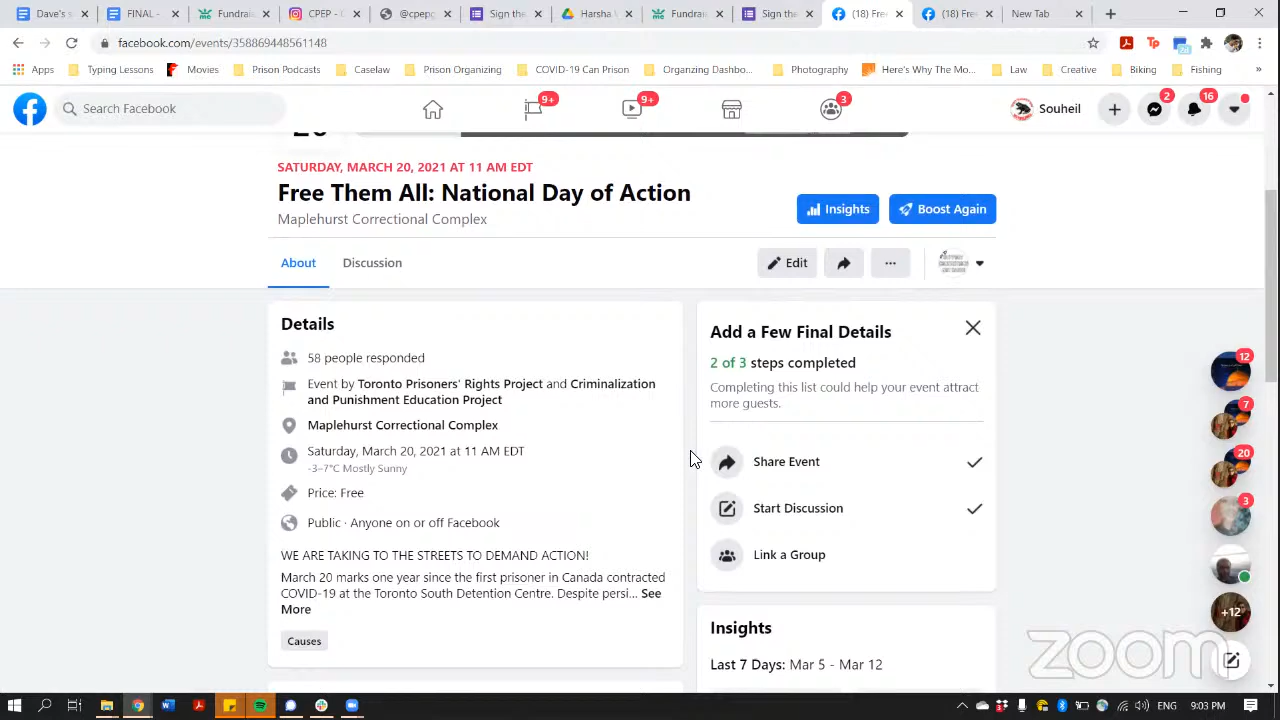 Docs s
FINAL -
Fundrais
CPEP - C
@cpep
Sign the
Harsha
Fundrais
Sign the
(18) Free
(18) Free
New Tab
facebook.com/events/358869448561148
Apps
Typing Lessons
Movies
Prison Podcasts
Caselaw
Prison Organizing
COVID-19 Can Prison
Organzing Dashbo...
Photography
Here's Why The Mo...
Law
Creative
Biking
Fishing
»
Search Facebook
9+
9+
3
Souheil
2
16
SATURDAY, MARCH 20, 2021 AT 11 AM EDT
Free Them All: National Day of Action
Maplehurst Correctional Complex
Insights
Boost Again
About
Discussion
Edit
Details
58 people responded
Event by Toronto Prisoners' Rights Project and Criminalization
and Punishment Education Project
Maplehurst Correctional Complex
Saturday, March 20, 2021 at 11 AM EDT
-3–7°C Mostly Sunny
Price: Free
Public · Anyone on or off Facebook
WE ARE TAKING TO THE STREETS TO DEMAND ACTION!
March 20 marks one year since the first prisoner in Canada contracted
COVID-19 at the Toronto South Detention Centre. Despite persi... See
More
Causes
Add a Few Final Details
2 of 3 steps completed
Completing this list could help your event attract
more guests.
Share Event
Start Discussion
Link a Group
Insights
Last 7 Days: Mar 5 - Mar 12
12
7
20
3
+12
zoom
ENG
9:03 PM